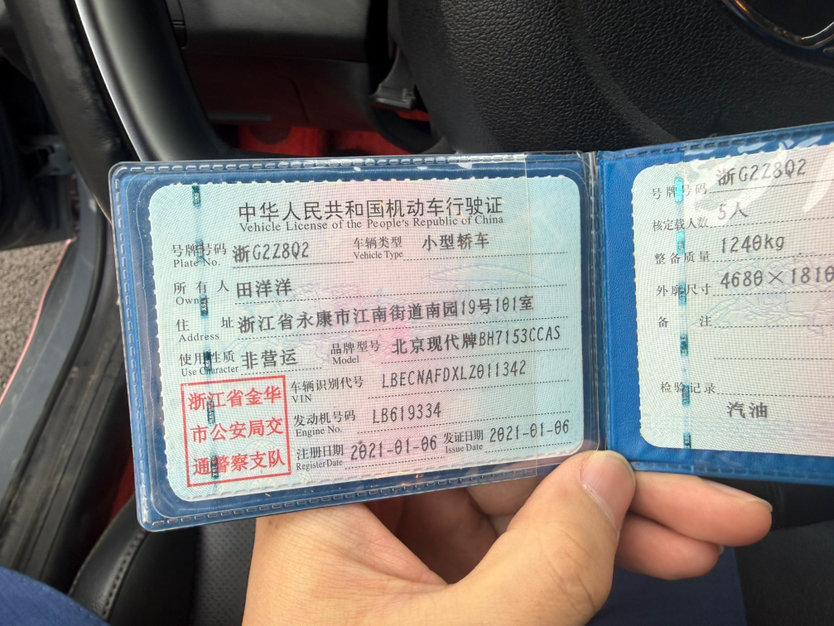 中华人民共和国机动车行驶证
Vehicle License of the People's Republic of China
号牌号码 浙G2Z8Q2 车辆类型 小型轿车
Plate No. Vehicle Type
所有人 田洋洋
Owner
住址 浙江省永康市江南街道南园19号101室
Address
使用性质 非营运 品牌型号 北京现代牌BH7153CCAS
Use Character Model
浙江省金华
市公安局交
通警察支队
车辆识别代号 LBECNAFDXLZ011342
VIN
发动机号码 LB619334
Engine No.
注册日期 2021-01-06 发证日期 2021-01-06
Register Date Issue Date
号牌号码 浙G2Z8Q2
核定载人数 5人
整备质量 1240kg
外廓尺寸 4680×1810
备注
检验记录
汽油